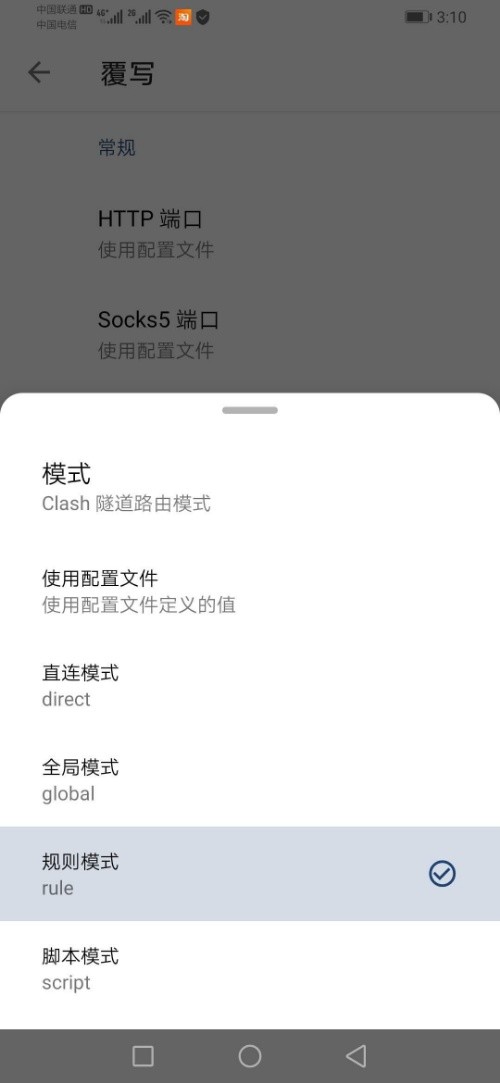 中国联通 HD 4G+ 2G 淘 3:10
中国电信
覆写
常规
HTTP 端口
使用配置文件
Socks5 端口
使用配置文件
模式
Clash 隧道路由模式
使用配置文件
使用配置文件定义的值
直连模式
direct
全局模式
global
规则模式
rule
脚本模式
script